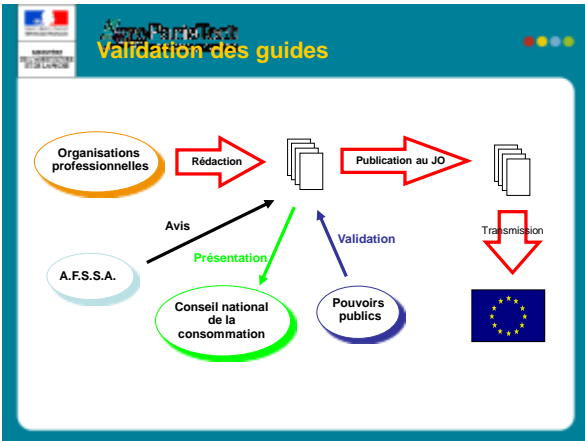 AgroParisTech
Validation des guides
Organisations
professionnelles
Rédaction
Publication au JO
Avis
Transmission
Validation
Présentation
A.F.S.S.A.
Conseil national
de la
consommation
Pouvoirs
publics